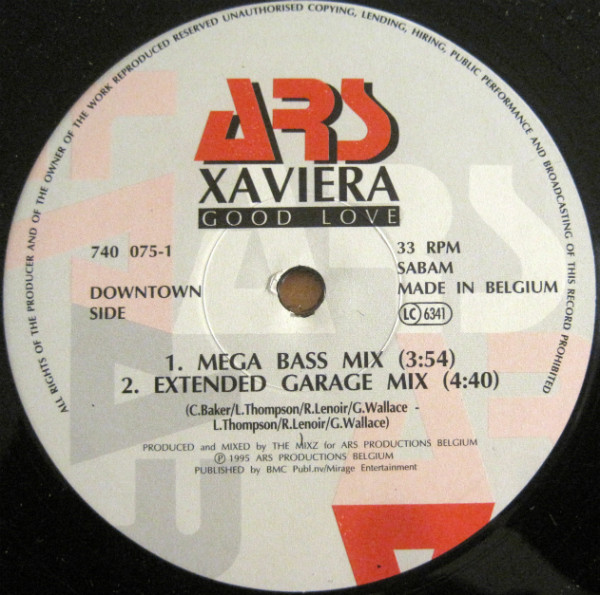 ALL RIGHTS OF THE PRODUCER AND OF THE OWNER OF THE WORK REPRODUCED RESERVED UNAUTHORISED COPYING, LENDING, HIRING, PUBLIC PERFORMANCE AND BROADCASTING OF THIS RECORD PROHIBITED
ARS
XAVIERA
GOOD LOVE
740 075-1
DOWNTOWN
SIDE
33 RPM
SABAM
MADE IN BELGIUM
LC 6341
1. MEGA BASS MIX (3:54)
2. EXTENDED GARAGE MIX (4:40)
(C.Baker/L.Thompson/R.Lenoir/G.Wallace -
L.Thompson/R.Lenoir/G.Wallace)
PRODUCED and MIXED by THE MIXZ for ARS PRODUCTIONS BELGIUM
Ⓟ 1995 ARS PRODUCTIONS BELGIUM
PUBLISHED by BMC Publ.nv/Mirage Entertainment